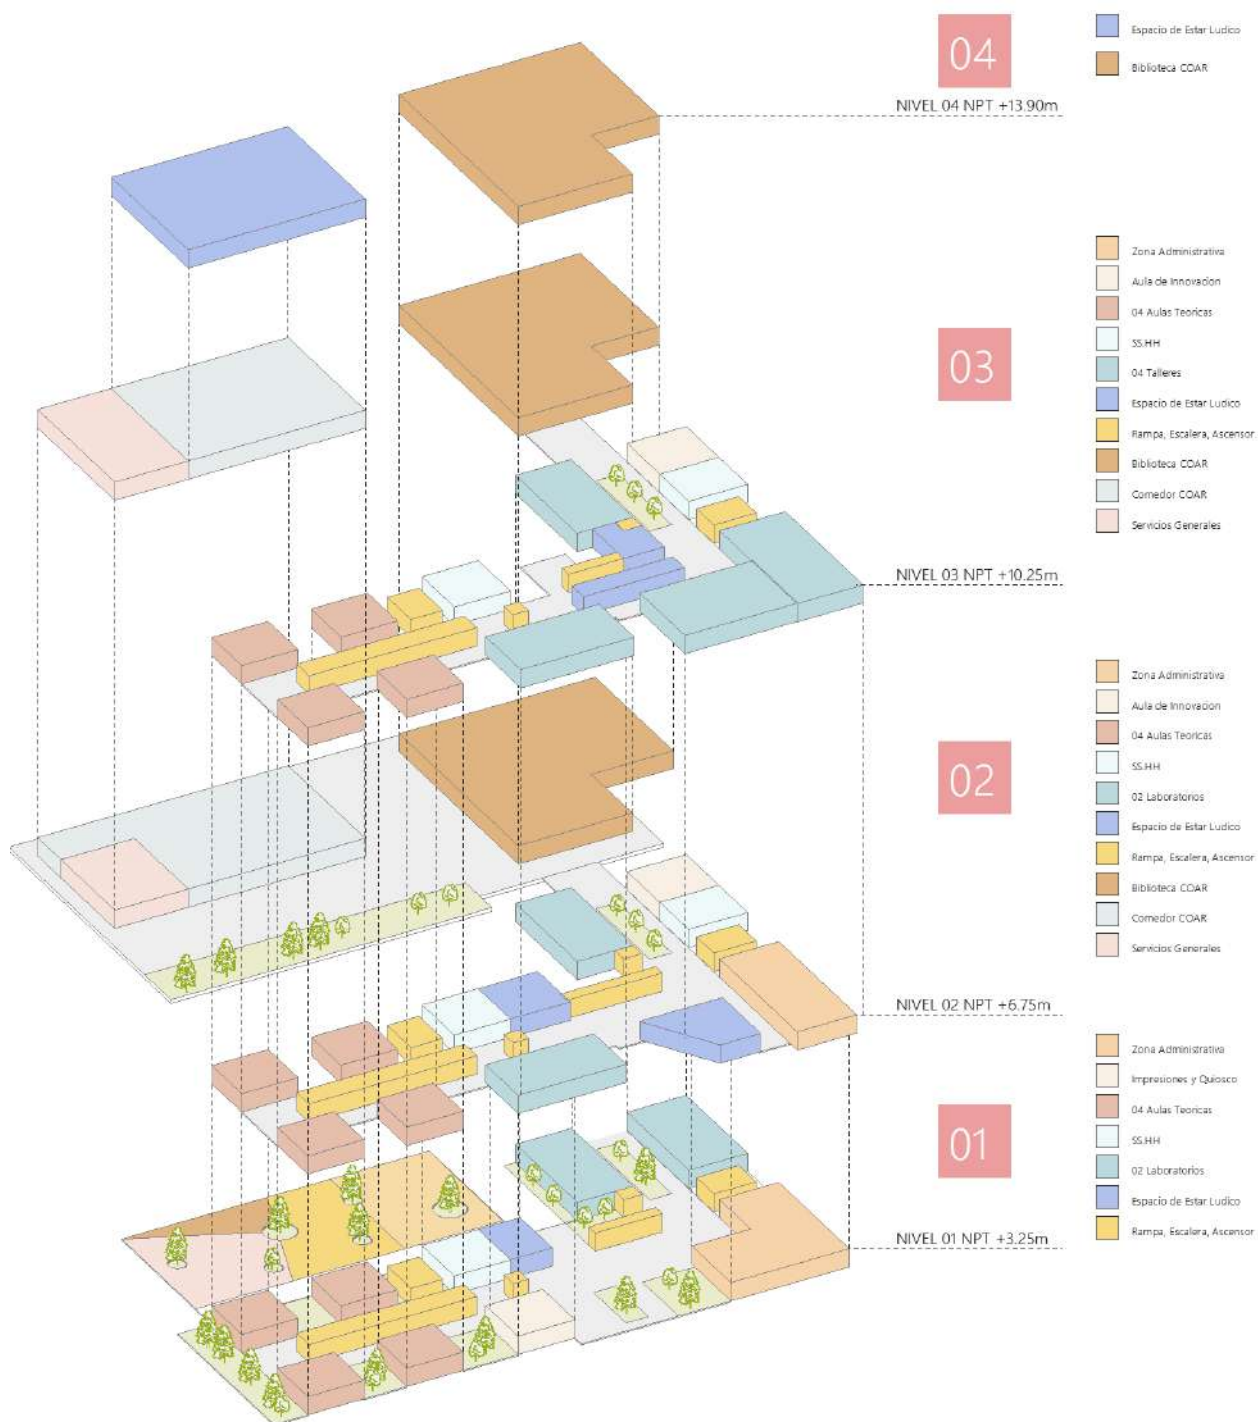 04
Espacio de Estar Ludico
Biblioteca COAR
NIVEL 04 NPT +13.90m
03
Zona Administrativa
Aula de Innovacion
04 Aulas Teoricas
SS.HH
04 Talleres
Espacio de Estar Ludico
Rampa, Escalera, Ascensor
Biblioteca COAR
Comedor COAR
Servicios Generales
NIVEL 03 NPT +10.25m
02
Zona Administrativa
Aula de Innovacion
04 Aulas Teoricas
SS.HH
02 Laboratorios
Espacio de Estar Ludico
Rampa, Escalera, Ascensor
Biblioteca COAR
Comedor COAR
Servicios Generales
NIVEL 02 NPT +6.75m
01
Zona Administrativa
Impresiones y Quiosco
04 Aulas Teoricas
SS.HH
02 Laboratorios
Espacio de Estar Ludico
Rampa, Escalera, Ascensor
NIVEL 01 NPT +3.25m